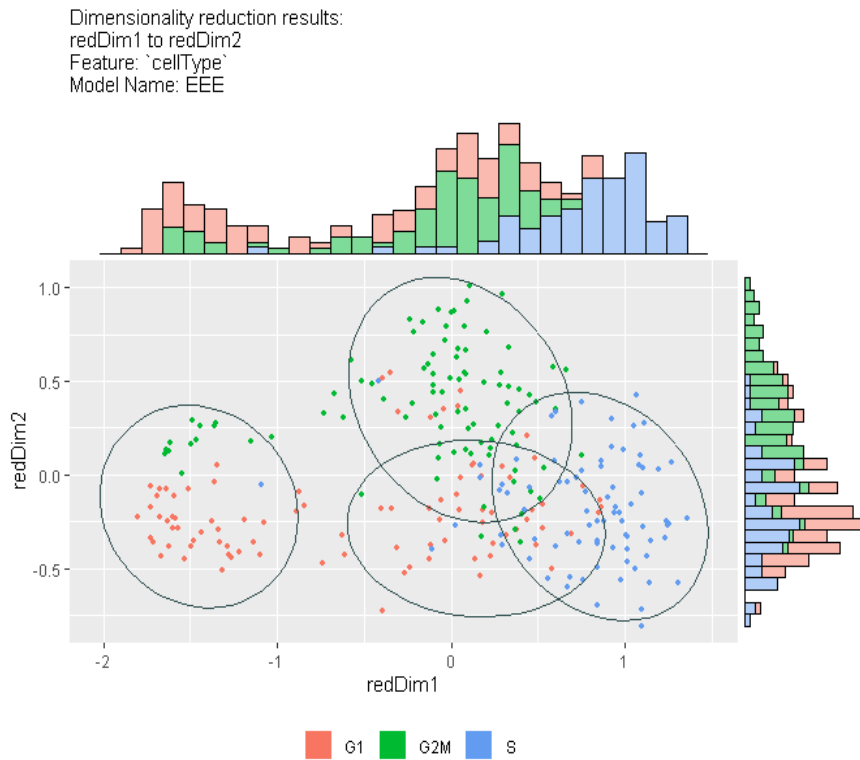 Dimensionality reduction results:
redDim1 to redDim2
Feature: `cellType`
Model Name: EEE
1.0
0.5
0.0
-0.5
redDim2
-2
-1
0
1
redDim1
G1
G2M
S